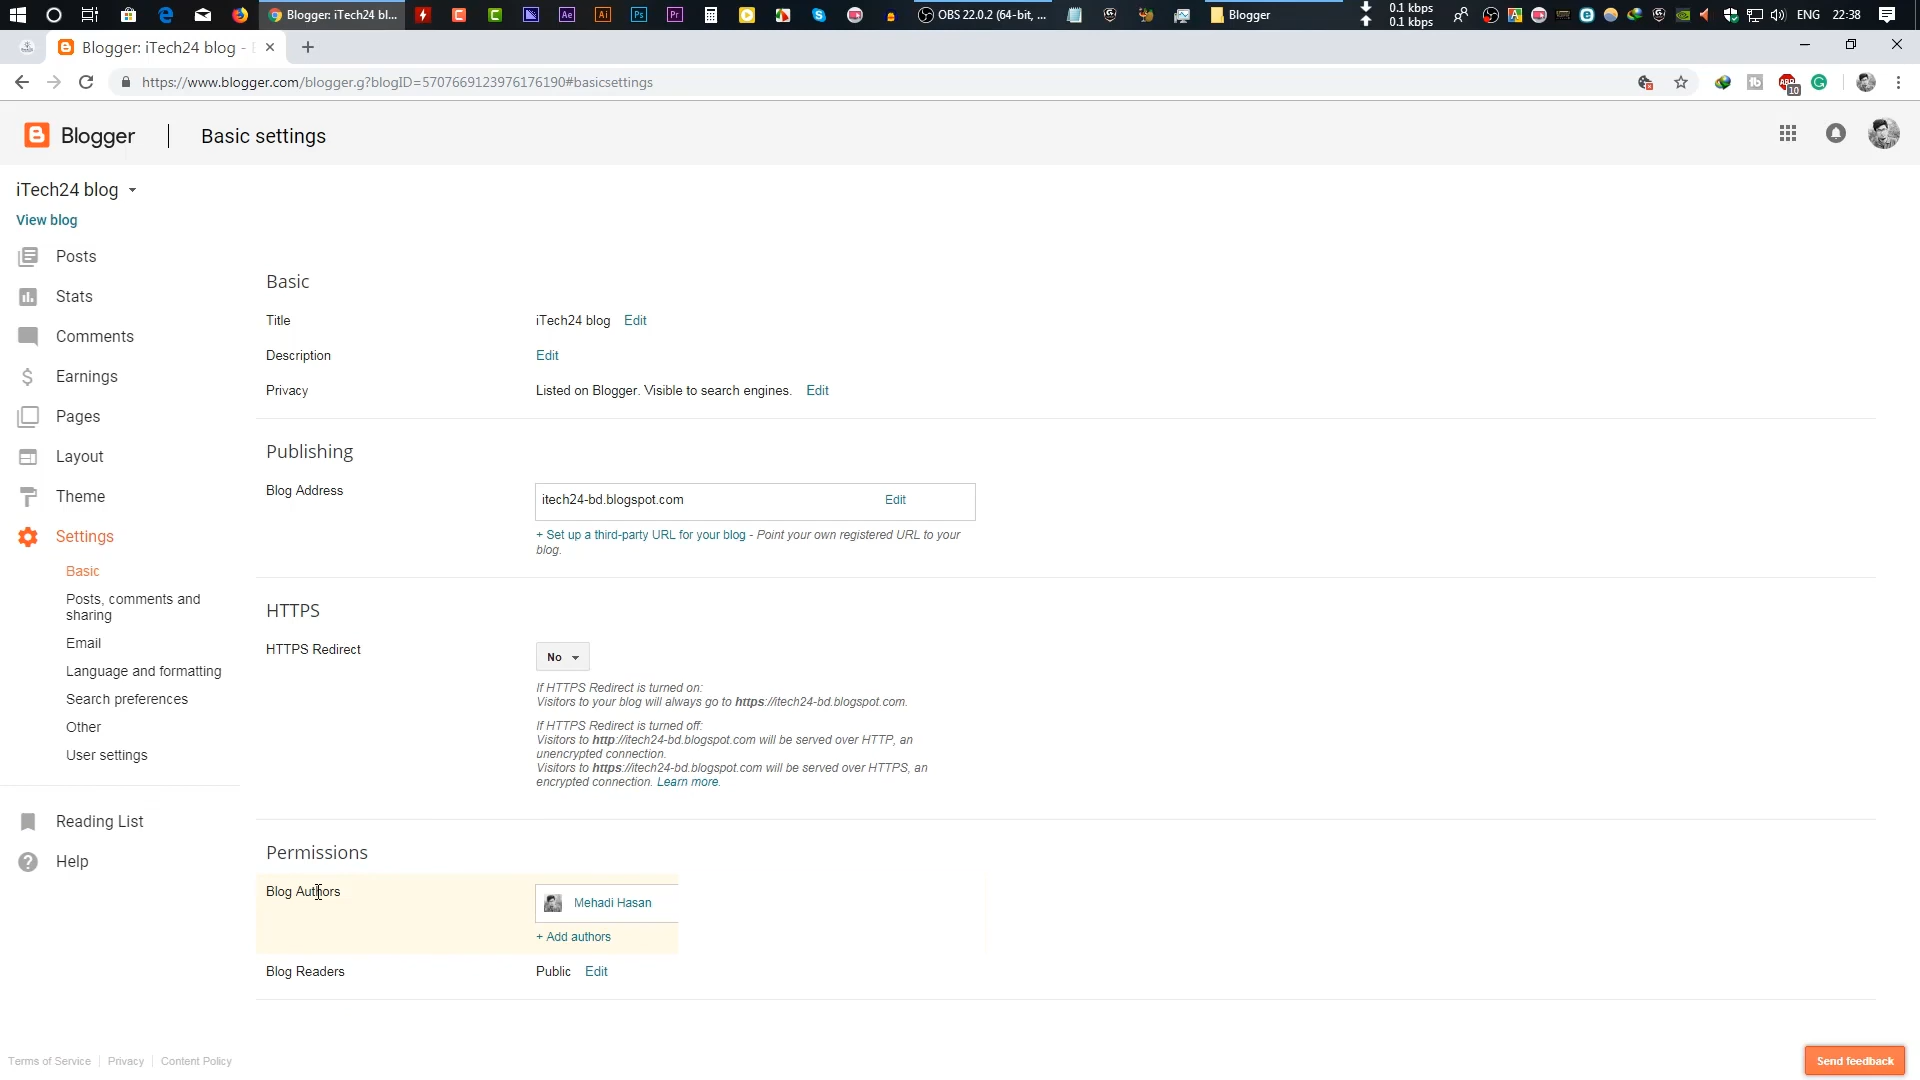 Blogger: iTech24 bl...
Ae
Ai
Ps
Pr
OBS 22.0.2 (64-bit, ...
Blogger
0.1 kbps
0.1 kbps
ENG
22:38
Blogger: iTech24 blog -
https://www.blogger.com/blogger.g?blogID=5707669123976176190#basicsettings
ABP
10
Blogger
Basic settings
iTech24 blog
View blog
Posts
Stats
Comments
Earnings
Pages
Layout
Theme
Settings
Basic
Posts, comments and
sharing
Email
Language and formatting
Search preferences
Other
User settings
Reading List
Help
Basic
Title
iTech24 blog Edit
Description
Edit
Privacy
Listed on Blogger. Visible to search engines. Edit
Publishing
Blog Address
itech24-bd.blogspot.com Edit
+ Set up a third-party URL for your blog - Point your own registered URL to your
blog.
HTTPS
HTTPS Redirect
No
If HTTPS Redirect is turned on:
Visitors to your blog will always go to https://itech24-bd.blogspot.com.
If HTTPS Redirect is turned off:
Visitors to http://itech24-bd.blogspot.com will be served over HTTP, an
unencrypted connection.
Visitors to https://itech24-bd.blogspot.com will be served over HTTPS, an
encrypted connection. Learn more.
Permissions
Blog Authors
Mehadi Hasan
+ Add authors
Blog Readers
Public Edit
Terms of Service
Privacy
Content Policy
Send feedback